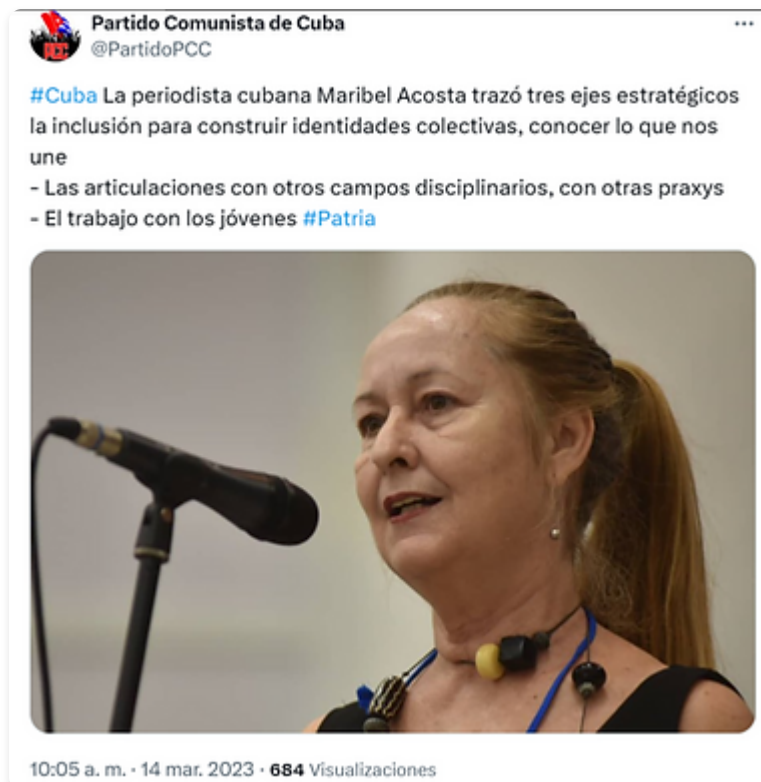 Partido Comunista de Cuba
@PartidoPCC
PCC
#Cuba La periodista cubana Maribel Acosta trazó tres ejes estratégicos
la inclusión para construir identidades colectivas, conocer lo que nos
une
- Las articulaciones con otros campos disciplinarios, con otras praxys
- El trabajo con los jóvenes #Patria
10:05 a. m. · 14 mar. 2023 · 684 Visualizaciones